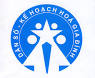 DÂN SỐ - KẾ HOẠCH HOÁ GIA ĐÌNH